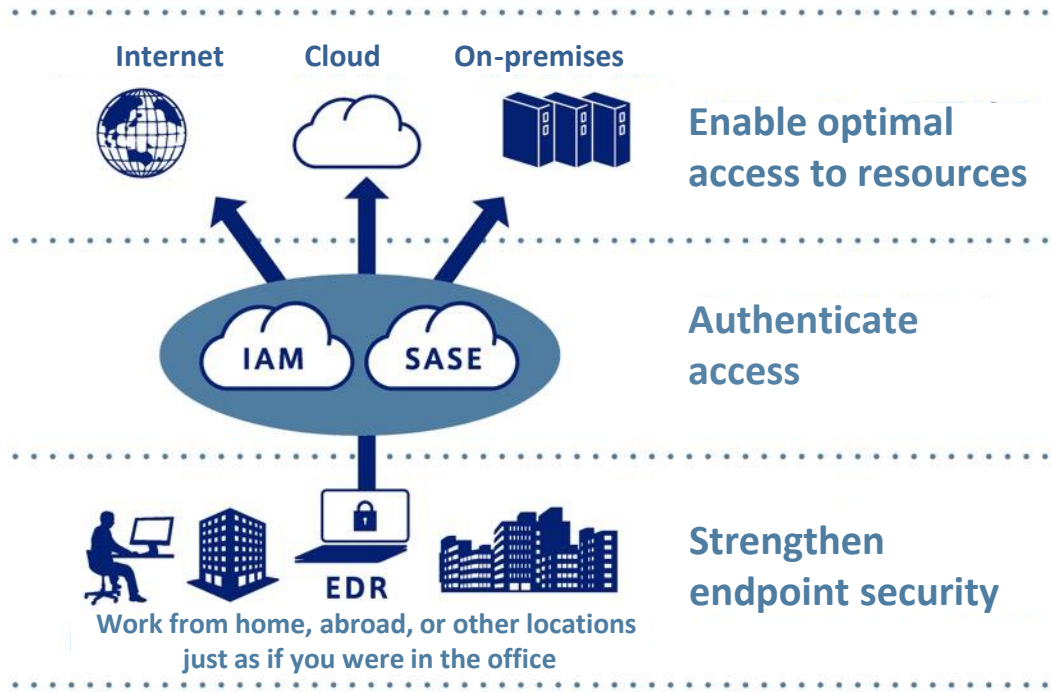 Internet Cloud On-premises
Enable optimal
access to resources
IAM SASE
Authenticate
access
EDR
Work from home, abroad, or other locations
just as if you were in the office
Strengthen
endpoint security